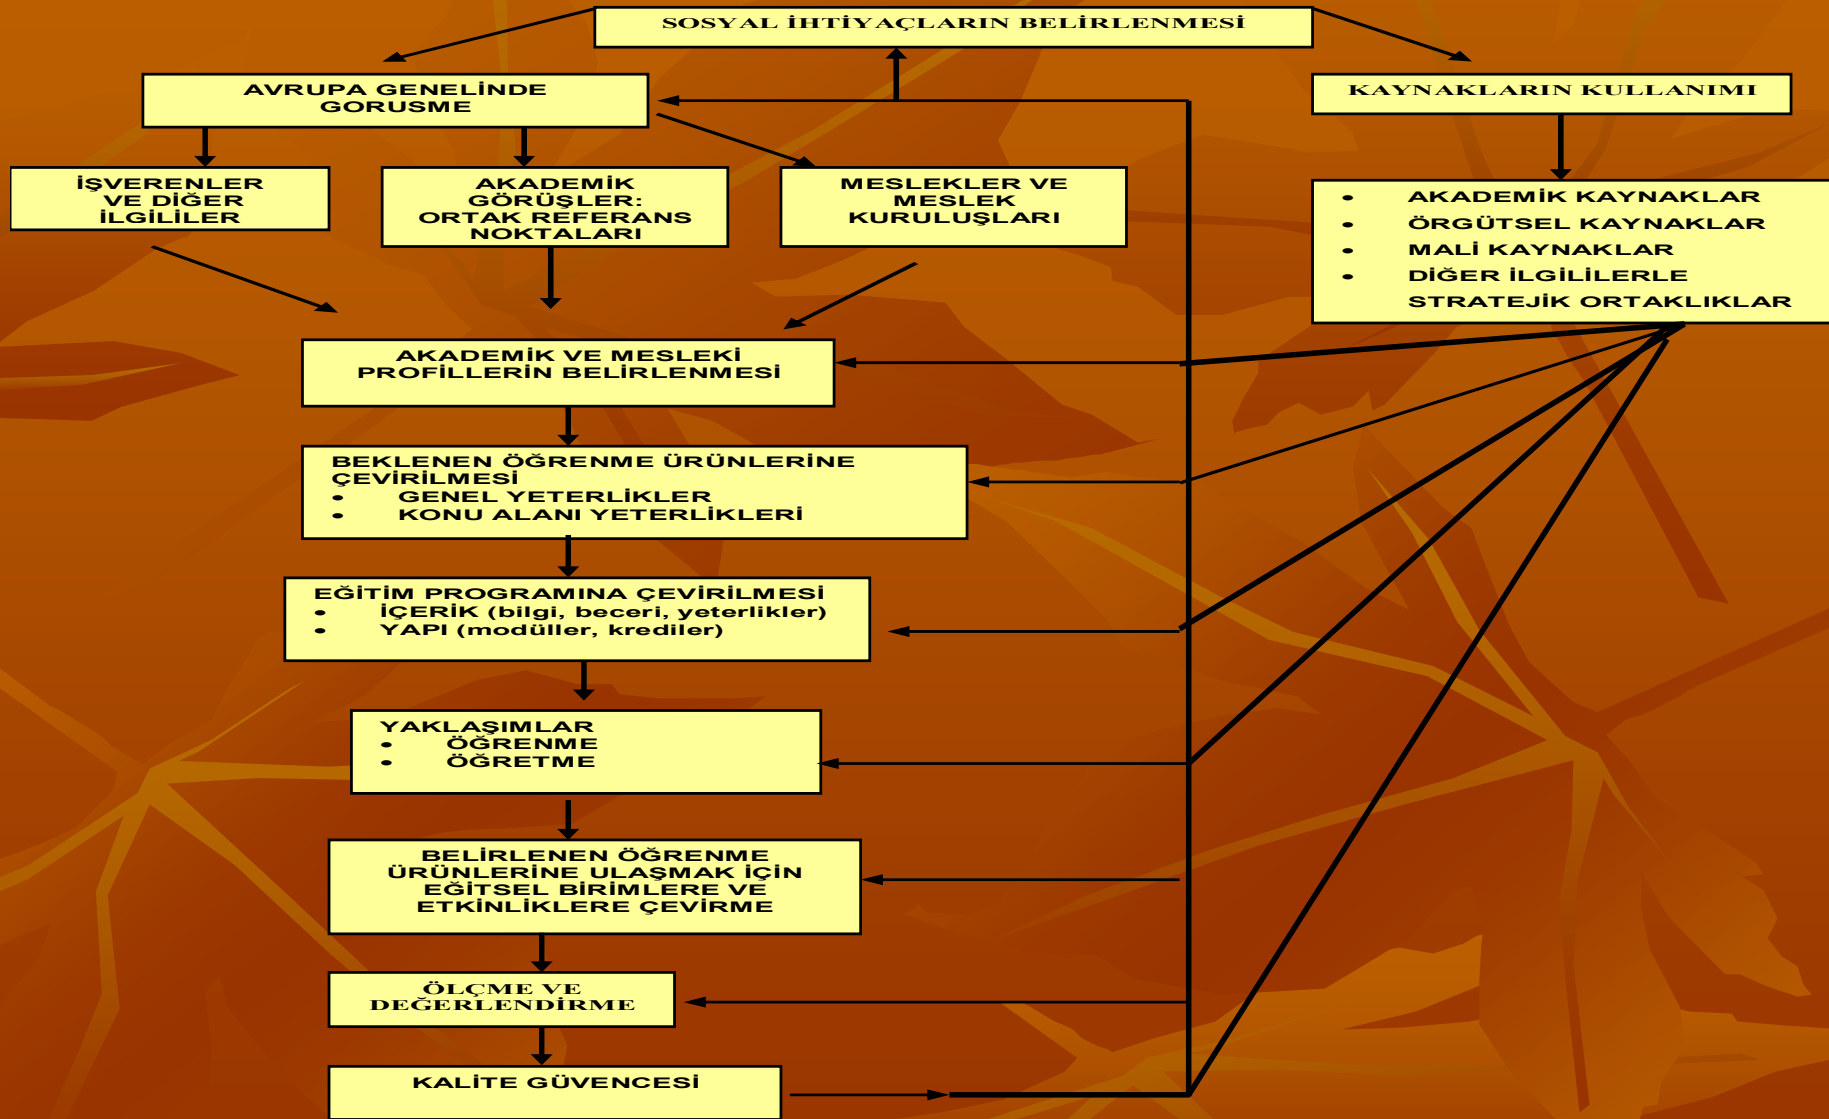 SOSYAL İHTİYAÇLARIN BELİRLENMESİ
AVRUPA GENELİNDE
GORUSME
KAYNAKLARIN KULLANIMI
İŞVERENLER
VE DİĞER
İLGİLİLER
AKADEMİK
GÖRÜŞLER:
ORTAK REFERANS
NOKTALARI
MESLEKLER VE
MESLEK
KURULUŞLARI
• AKADEMİK KAYNAKLAR
• ÖRGÜTSEL KAYNAKLAR
• MALİ KAYNAKLAR
• DİĞER İLGİLİLERLE
STRATEJİK ORTAKLIKLAR
AKADEMİK VE MESLEKİ
PROFİLLERİN BELİRLENMESİ
BEKLENEN ÖĞRENME ÜRÜNLERİNE
ÇEVİRİLMESİ
• GENEL YETERLİKLER
• KONU ALANI YETERLİKLERİ
EĞİTİM PROGRAMINA ÇEVİRİLMESİ
• İÇERİK (bilgi, beceri, yeterlikler)
• YAPI (modüller, krediler)
YAKLAŞIMLAR
• ÖĞRENME
• ÖĞRETME
BELİRLENEN ÖĞRENME
ÜRÜNLERİNE ULAŞMAK İÇİN
EĞİTSEL BİRİMLERE VE
ETKİNLİKLERE ÇEVİRME
ÖLÇME VE
DEĞERLENDİRME
KALİTE GÜVENCESİ